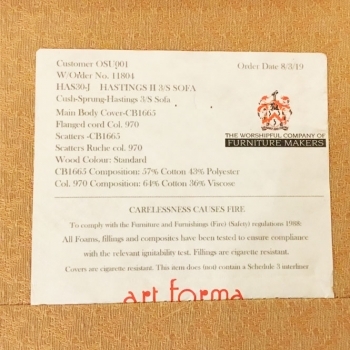 Customer OSU001
Order Date 8/3/19
W/Order No. 11804
HAS30-J HASTINGS II 3/S SOFA
Cush-Sprung-Hastings 3/S Sofa
Main Body Cover-CB1665
Flanged cord Col. 970
Scatters -CB1665
Scatters Ruche col. 970
Wood Colour: Standard
CB1665 Composition: 57% Cotton 43% Polyester
Col. 970 Composition: 64% Cotton 36% Viscose
THE WORSHIPFUL COMPANY OF
FURNITURE MAKERS
CARELESSNESS CAUSES FIRE
To comply with the Furniture and Furnishings (Fire) (Safety) regulations 1988:
All Foams, fillings and composites have been tested to ensure compliance
with the relevant ignitability test. Fillings are cigarette resistant.
Covers are cigarette resistant. This item does (not) contain a Schedule 3 interliner
art forma